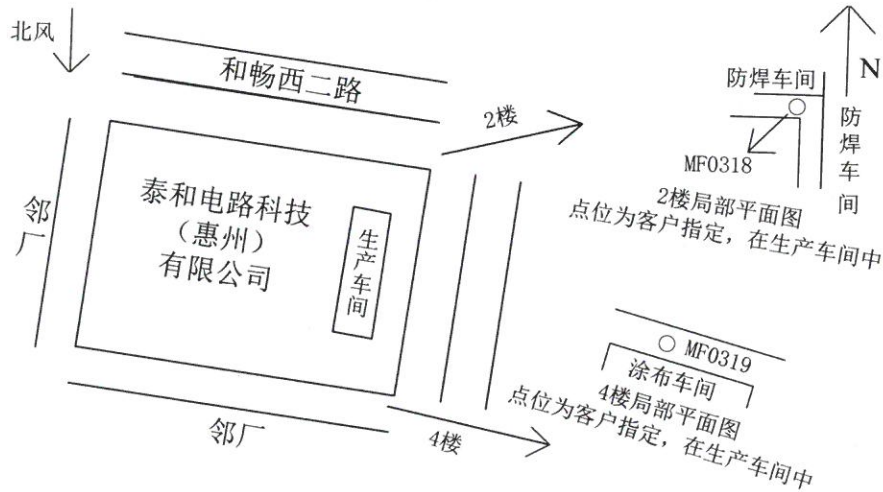 北风
和畅西二路
2楼
防焊车间
N
防焊车间
MF0318
2楼局部平面图
点位为客户指定，在生产车间中
邻厂
泰和电路科技
（惠州）
有限公司
生产车间
MF0319
涂布车间
4楼局部平面图
点位为客户指定，在生产车间中
邻厂
4楼